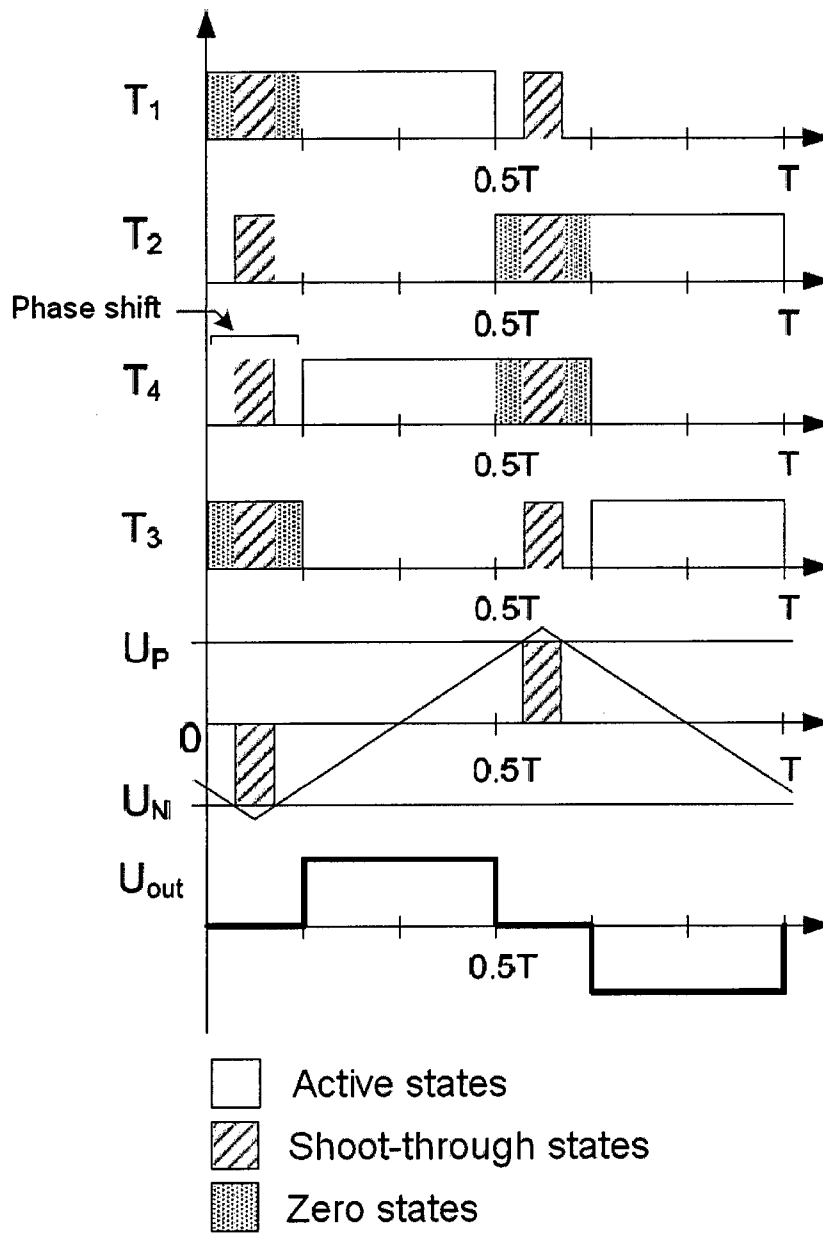 T1
0.5T T
T2
Phase shift
0.5T T
T4
0.5T T
T3
0.5T T
UP
0
0.5T T
UN
Uout
0.5T
Active states
Shoot-through states
Zero states